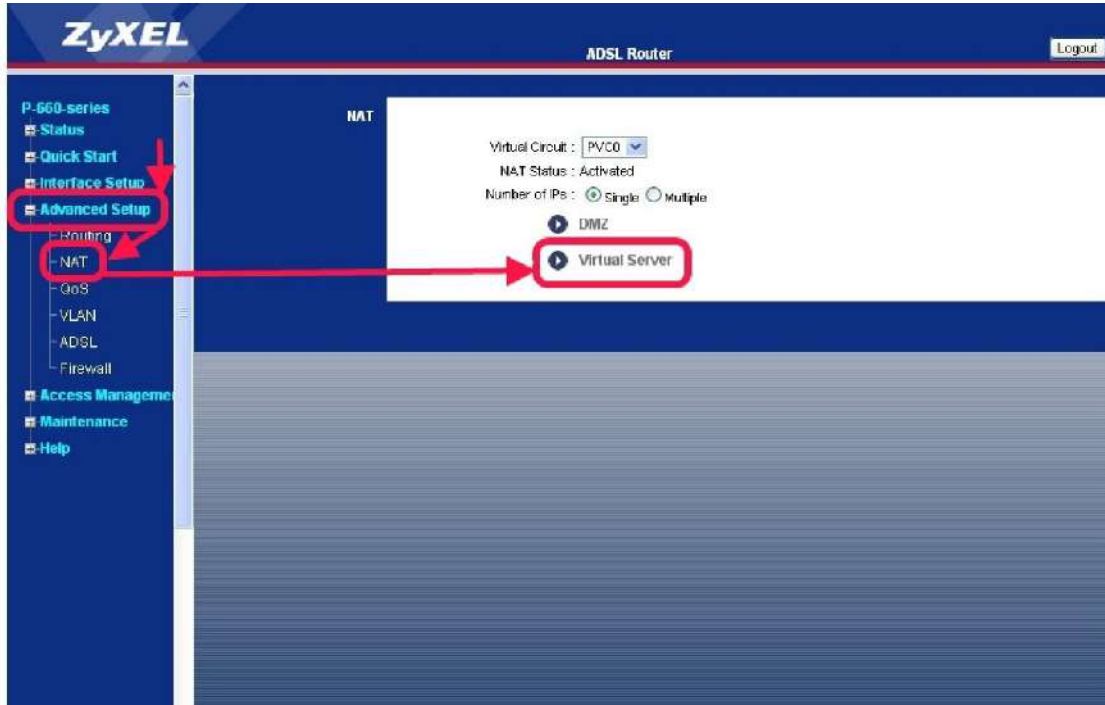 ZyXEL
ADSL Router
Logout
P-660-series
Status
Quick Start
Interface Setup
Advanced Setup
Routing
NAT
QoS
VLAN
ADSL
Firewall
Access Manageme
Maintenance
Help
NAT
Virtual Circuit : PVC0
NAT Status : Activated
Number of IPs : Single Multiple
DMZ
Virtual Server